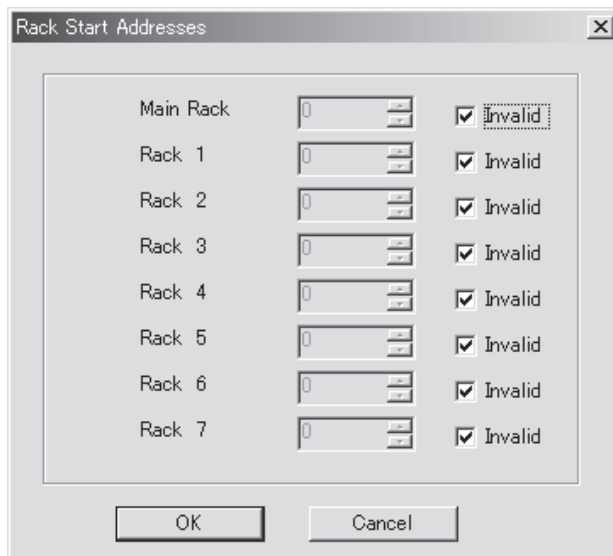 Rack Start Addresses
Main Rack 0 Invalid
Rack 1 0 Invalid
Rack 2 0 Invalid
Rack 3 0 Invalid
Rack 4 0 Invalid
Rack 5 0 Invalid
Rack 6 0 Invalid
Rack 7 0 Invalid
OK Cancel